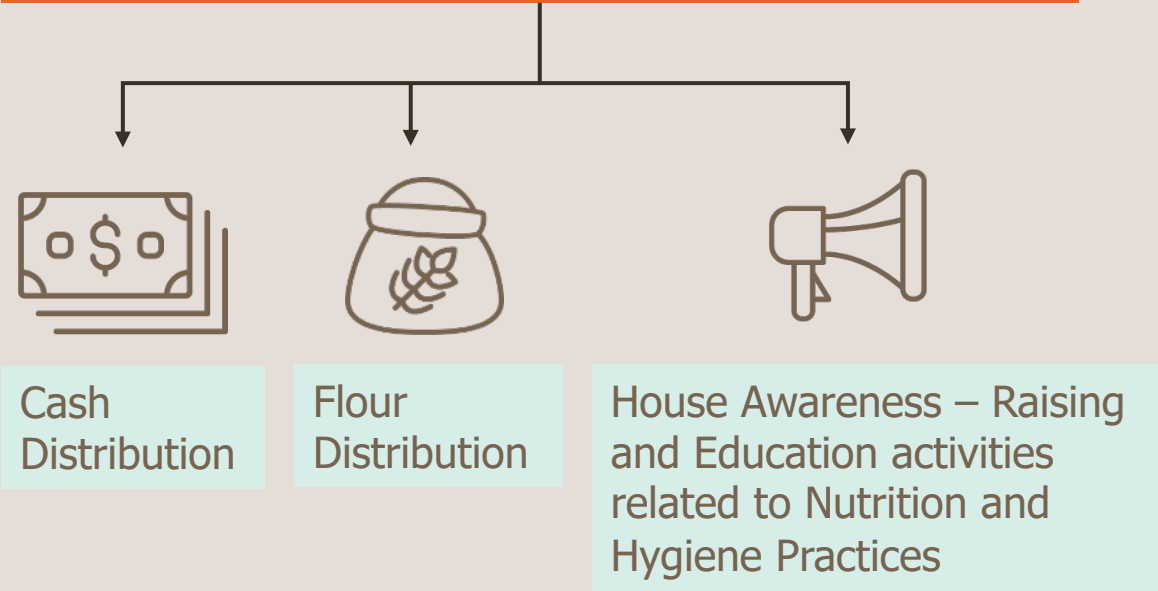 $
Cash
Distribution
Flour
Distribution
House Awareness – Raising
and Education activities
related to Nutrition and
Hygiene Practices